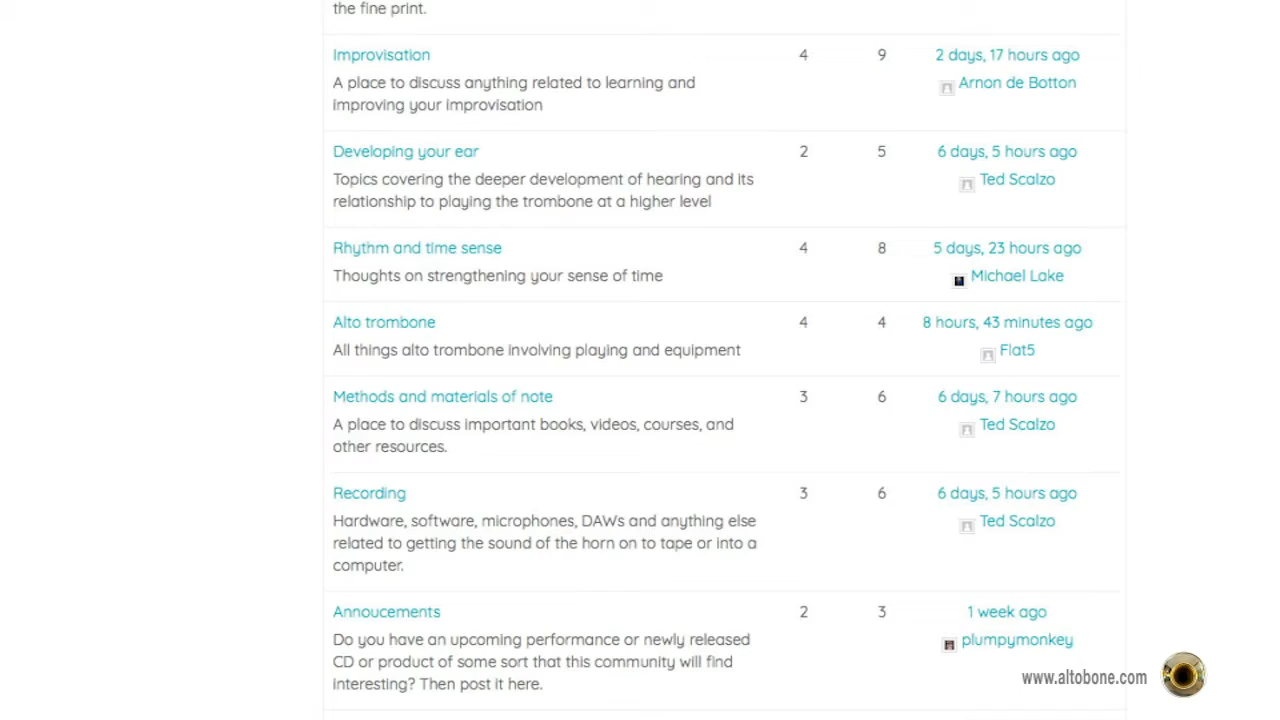 the fine print.
Improvisation 4 9 2 days, 17 hours ago
A place to discuss anything related to learning and
improving your improvisation
Arnon de Botton
Developing your ear 2 5 6 days, 5 hours ago
Topics covering the deeper development of hearing and its
relationship to playing the trombone at a higher level
Ted Scalzo
Rhythm and time sense 4 8 5 days, 23 hours ago
Thoughts on strengthening your sense of time
Michael Lake
Alto trombone 4 4 8 hours, 43 minutes ago
All things alto trombone involving playing and equipment
Flat5
Methods and materials of note 3 6 6 days, 7 hours ago
A place to discuss important books, videos, courses, and
other resources.
Ted Scalzo
Recording 3 6 6 days, 5 hours ago
Hardware, software, microphones, DAWs and anything else
related to getting the sound of the horn on to tape or into a
computer.
Ted Scalzo
Annoucements 2 3 1 week ago
Do you have an upcoming performance or newly released
CD or product of some sort that this community will find
interesting? Then post it here.
plumpymonkey
www.altobone.com